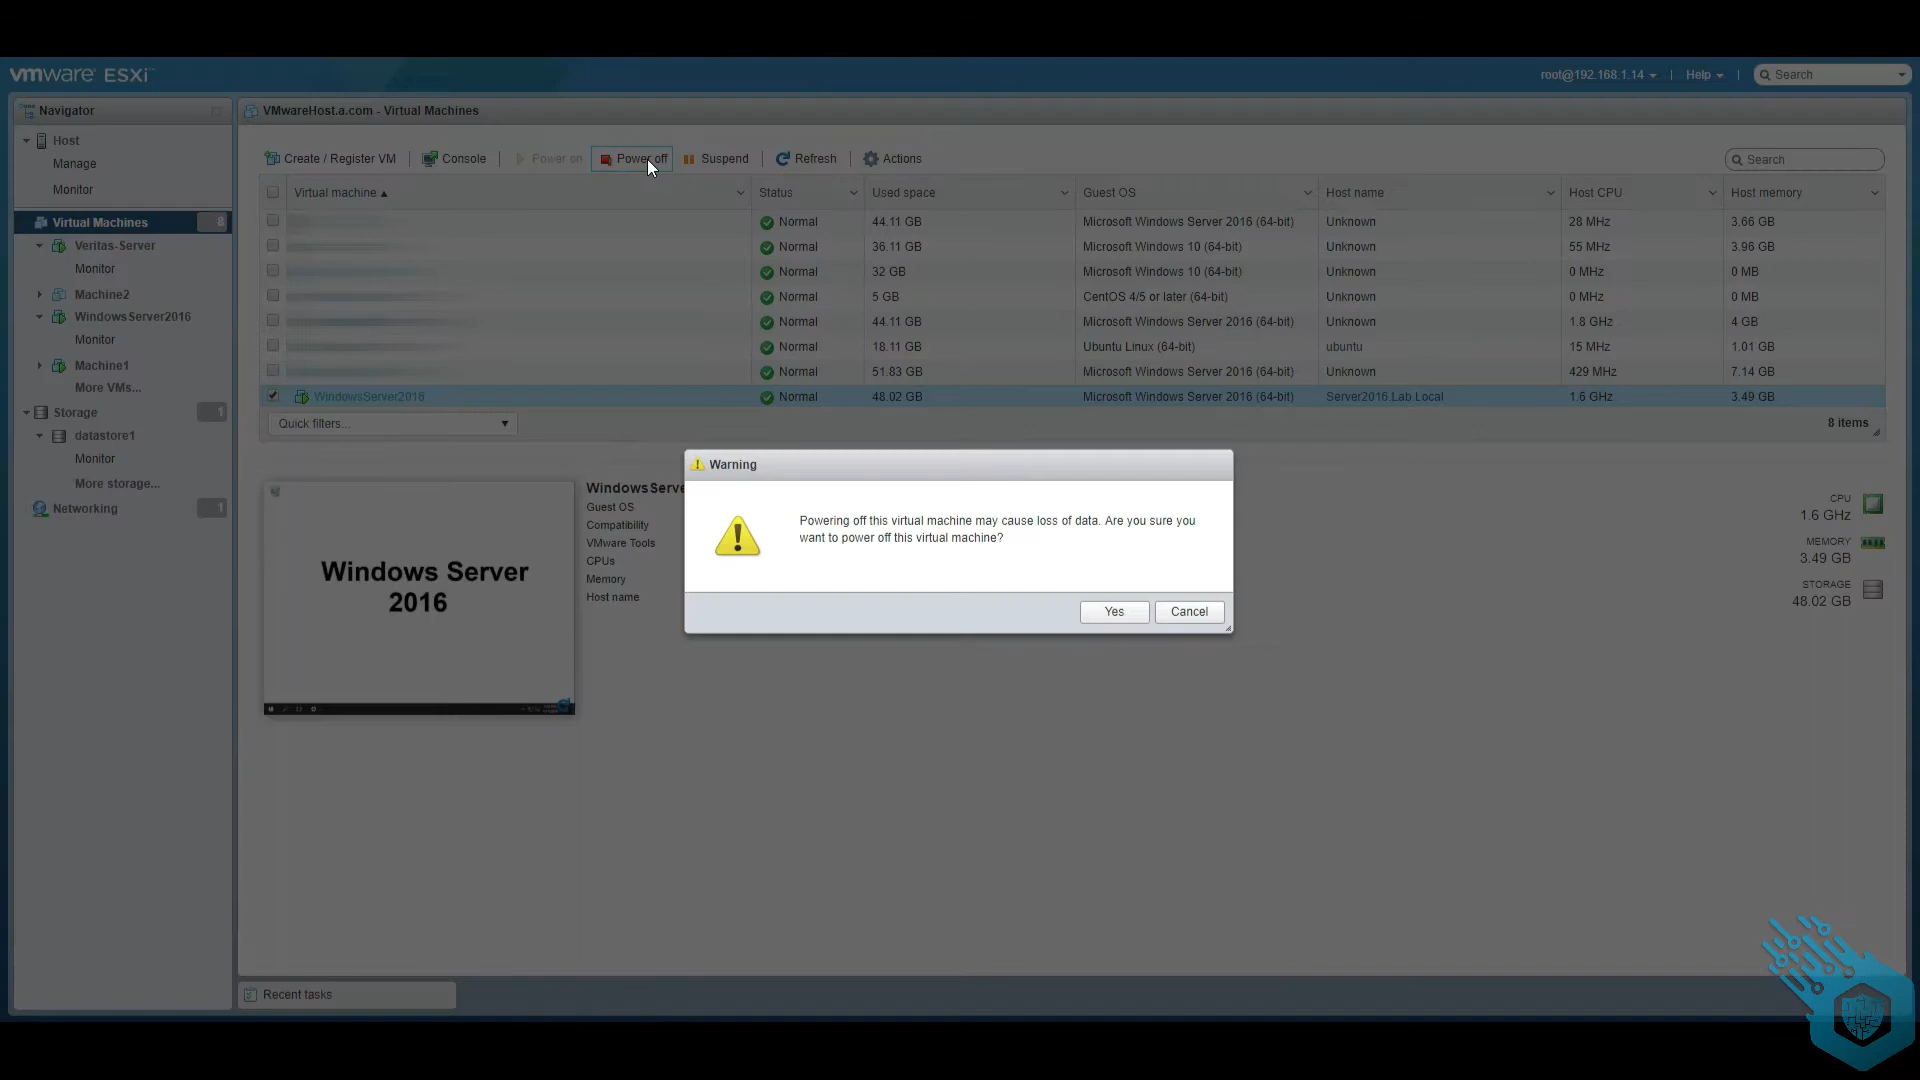 vmware ESXi
root@192.168.1.14
Help
Search
Navigator
VMwareHost.a.com - Virtual Machines
Host
Manage
Monitor
Virtual Machines 8
Veritas-Server
Monitor
Machine2
WindowsServer2016
Monitor
Machine1
More VMs...
Storage 1
datastore1
Monitor
More storage...
Networking 1
Create / Register VM
Console
Power on
Power off
Suspend
Refresh
Actions
Search
Virtual machine Status Used space Guest OS Host name Host CPU Host memory
Normal 44.11 GB Microsoft Windows Server 2016 (64-bit) Unknown 28 MHz 3.66 GB
Normal 36.11 GB Microsoft Windows 10 (64-bit) Unknown 55 MHz 3.96 GB
Normal 32 GB Microsoft Windows 10 (64-bit) Unknown 0 MHz 0 MB
Normal 5 GB CentOS 4/5 or later (64-bit) Unknown 0 MHz 0 MB
Normal 44.11 GB Microsoft Windows Server 2016 (64-bit) Unknown 1.8 GHz 4 GB
Normal 18.11 GB Ubuntu Linux (64-bit) ubuntu 15 MHz 1.01 GB
Normal 51.83 GB Microsoft Windows Server 2016 (64-bit) Unknown 429 MHz 7.14 GB
WindowsServer2016 Normal 48.02 GB Microsoft Windows Server 2016 (64-bit) Server2016.Lab.Local 1.6 GHz 3.49 GB
Quick filters...
8 items
Windows Server
2016
WindowsServe
Guest OS
Compatibility
VMware Tools
CPUs
Memory
Host name
Warning
Powering off this virtual machine may cause loss of data. Are you sure you
want to power off this virtual machine?
Yes
Cancel
CPU
1.6 GHz
MEMORY
3.49 GB
STORAGE
48.02 GB
Recent tasks